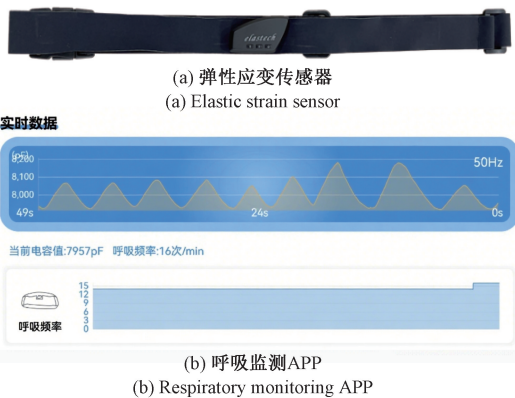 elastech
(a) 弹性应变传感器
(a) Elastic strain sensor
实时数据
(pF)
8,200
50Hz
8,100
8,000
49s
24s
0s
当前电容值:7957pF 呼吸频率:16次/min
15
12
9
6
3
0
呼吸频率
(b) 呼吸监测APP
(b) Respiratory monitoring APP